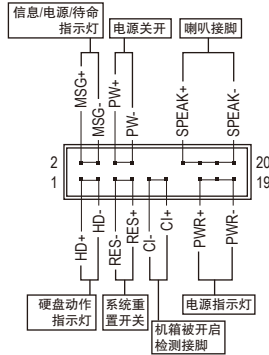 信息/电源/待命
指示灯
电源关开
喇叭接脚
MSG+
MSG-
PW+
PW-
SPEAK+
SPEAK-
2
20
1
19
HD+
HD-
RES-
RES+
CI-
CI+
PWR+
PWR-
硬盘动作
指示灯
系统重
置开关
机箱被开启
检测接脚
电源指示灯